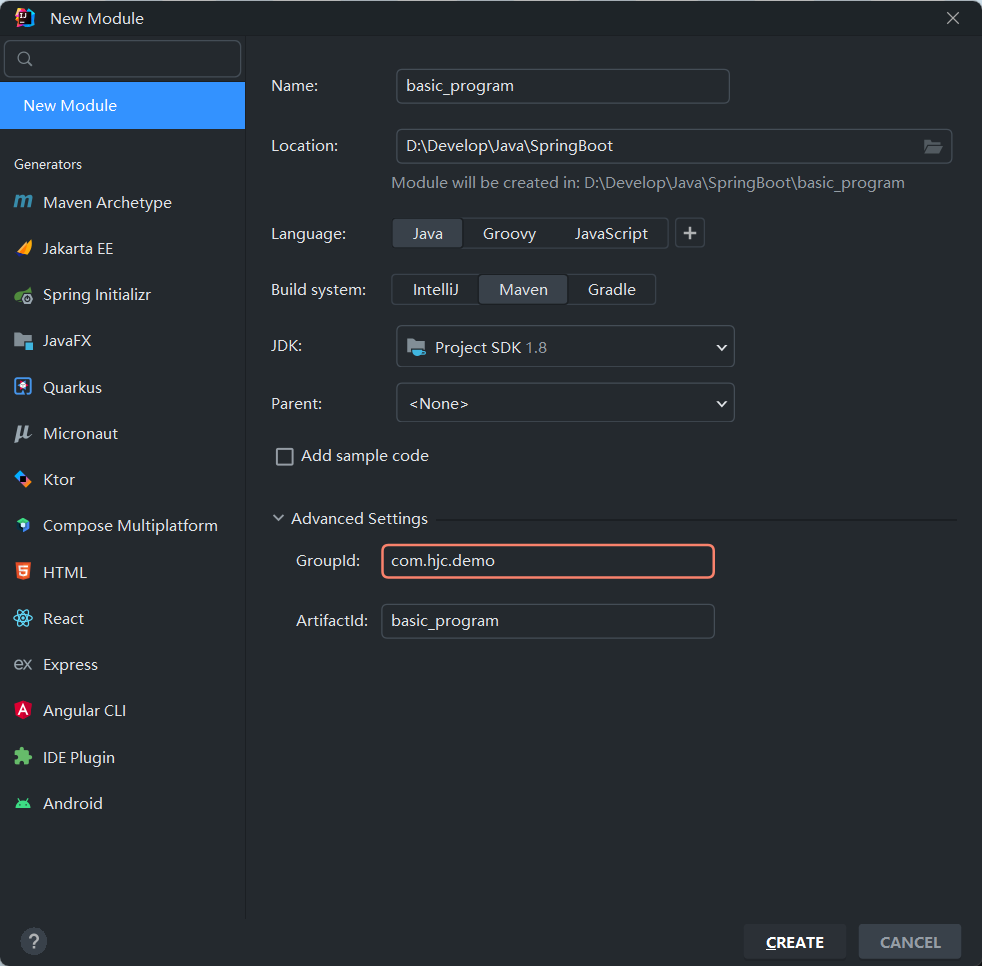 New Module
New Module
Generators
Maven Archetype
Jakarta EE
Spring Initializr
JavaFX
Quarkus
Micronaut
Ktor
Compose Multiplatform
HTML
React
Express
Angular CLI
IDE Plugin
Android
Name: basic_program
Location: D:\Develop\Java\SpringBoot
Module will be created in: D:\Develop\Java\SpringBoot\basic_program
Language: Java Groovy JavaScript +
Build system: IntelliJ Maven Gradle
JDK: Project SDK 1.8
Parent: <None>
Add sample code
Advanced Settings
GroupId: com.hjc.demo
ArtifactId: basic_program
? CREATE CANCEL